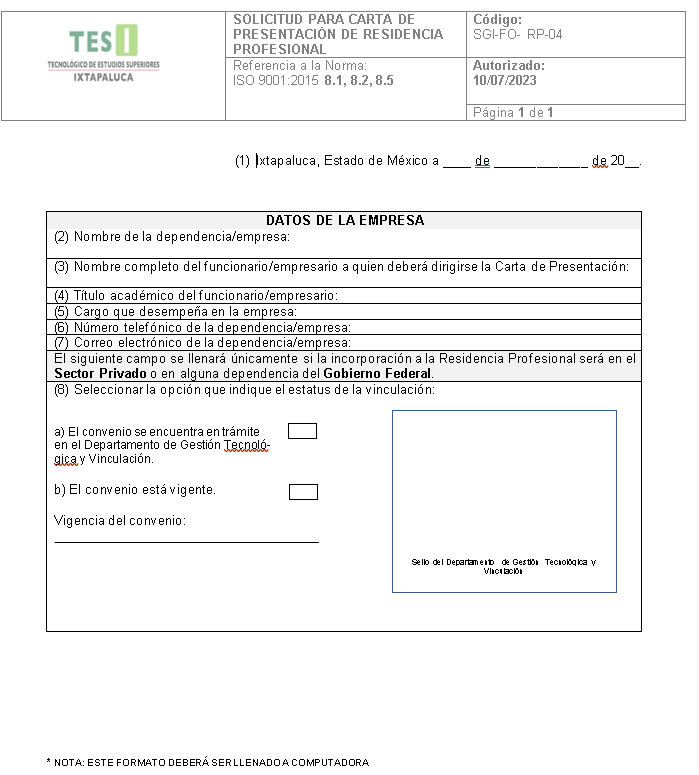 TESI
TECNOLÓGICO DE ESTUDIOS SUPERIORES
IXTAPALUCA
SOLICITUD PARA CARTA DE
PRESENTACIÓN DE RESIDENCIA
PROFESIONAL
Referencia a la Norma:
ISO 9001:2015 8.1, 8.2, 8.5
Código:
SGI-FO- RP-04
Autorizado:
10/07/2023
Página 1 de 1
(1) Ixtapaluca, Estado de México a ____ de _____________ de 20__.
DATOS DE LA EMPRESA
(2) Nombre de la dependencia/empresa:
(3) Nombre completo del funcionario/empresario a quien deberá dirigirse la Carta de Presentación:
(4) Título académico del funcionario/empresario:
(5) Cargo que desempeña en la empresa:
(6) Número telefónico de la dependencia/empresa:
(7) Correo electrónico de la dependencia/empresa:
El siguiente campo se llenará únicamente si la incorporación a la Residencia Profesional será en el
Sector Privado o en alguna dependencia del Gobierno Federal.
(8) Seleccionar la opción que indique el estatus de la vinculación:
a) El convenio se encuentra en trámite
en el Departamento de Gestión Tecnoló-
gica y Vinculación.
b) El convenio está vigente.
Vigencia del convenio:
Sello del Departamento de Gestión Tecnológica y
Vinculación
* NOTA: ESTE FORMATO DEBERÁ SER LLENADO A COMPUTADORA